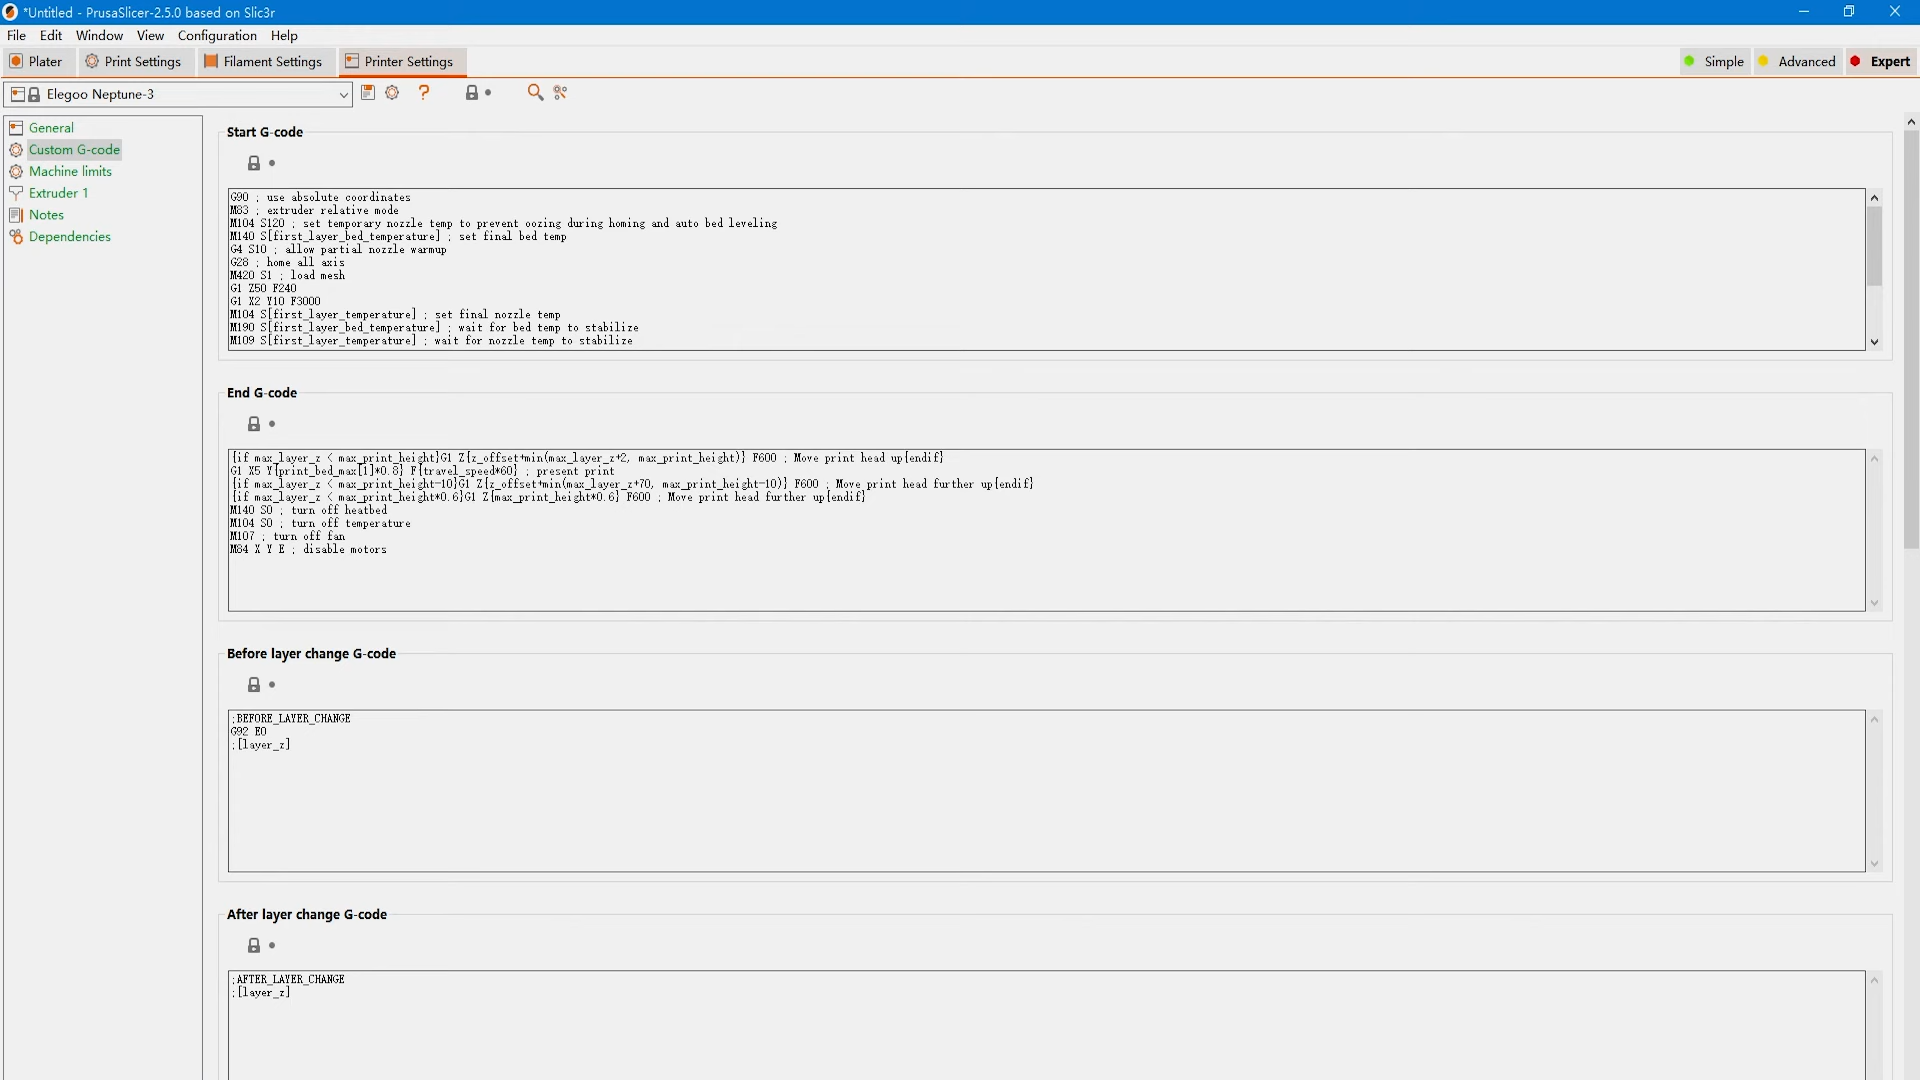 *Untitled - PrusaSlicer-2.5.0 based on Slic3r
File Edit Window View Configuration Help
Plater Print Settings Filament Settings Printer Settings Simple Advanced Expert
Elegoo Neptune-3
General
Custom G-code
Machine limits
Extruder 1
Notes
Dependencies
Start G-code
G90 ; use absolute coordinates
M83 ; extruder relative mode
M104 S120 ; set temporary nozzle temp to prevent oozing during homing and auto bed leveling
M140 S[first_layer_bed_temperature] ; set final bed temp
G4 S10 ; allow partial nozzle warmup
G28 ; home all axis
M420 S1 ; load mesh
G1 Z50 F240
G1 X2 Y10 F3000
M104 S[first_layer_temperature] ; set final nozzle temp
M190 S[first_layer_bed_temperature] ; wait for bed temp to stabilize
M109 S[first_layer_temperature] ; wait for nozzle temp to stabilize
End G-code
{if max_layer_z < max_print_height}G1 Z{z_offset+min(max_layer_z+2, max_print_height)} F600 ; Move print head up{endif}
G1 X5 Y{print_bed_max[1]*0.8} F{travel_speed*60} ; present print
{if max_layer_z < max_print_height-10}G1 Z{z_offset+min(max_layer_z+70, max_print_height-10)} F600 ; Move print head further up{endif}
{if max_layer_z < max_print_height*0.6}G1 Z{max_print_height*0.6} F600 ; Move print head further up{endif}
M140 S0 ; turn off heatbed
M104 S0 ; turn off temperature
M107 ; turn off fan
M84 X Y E ; disable motors
Before layer change G-code
;BEFORE_LAYER_CHANGE
G92 E0
;[layer_z]
After layer change G-code
;AFTER_LAYER_CHANGE
;[layer_z]